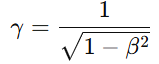 γ = 1 / √(1 − β²)